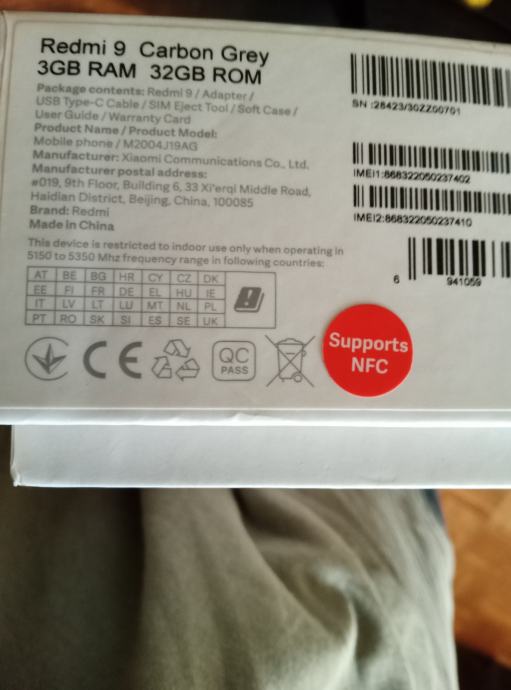 Redmi 9 Carbon Grey
3GB RAM 32GB ROM
Package contents: Redmi 9 / Adapter /
USB Type-C Cable / SIM Eject Tool / Soft Case /
User Guide / Warranty Card
Product Name / Product Model:
Mobile phone / M2004J19AG
Manufacturer: Xiaomi Communications Co., Ltd.
Manufacturer postal address:
#019, 9th Floor, Building 6, 33 Xi'erqi Middle Road,
Haidian District, Beijing, China, 100085
Brand: Redmi
Made in China
This device is restricted to indoor use only when operating in
5150 to 5350 Mhz frequency range in following countries:
AT BE BG HR CY CZ DK
EE FI FR DE EL HU IE
IT LV LT LU MT NL PL
PT RO SK SI ES SE UK
CE
QC
PASS
Supports
NFC
SN :28423/30ZZ00701
IMEI1:868322050237402
IMEI2:868322050237410
6 941059